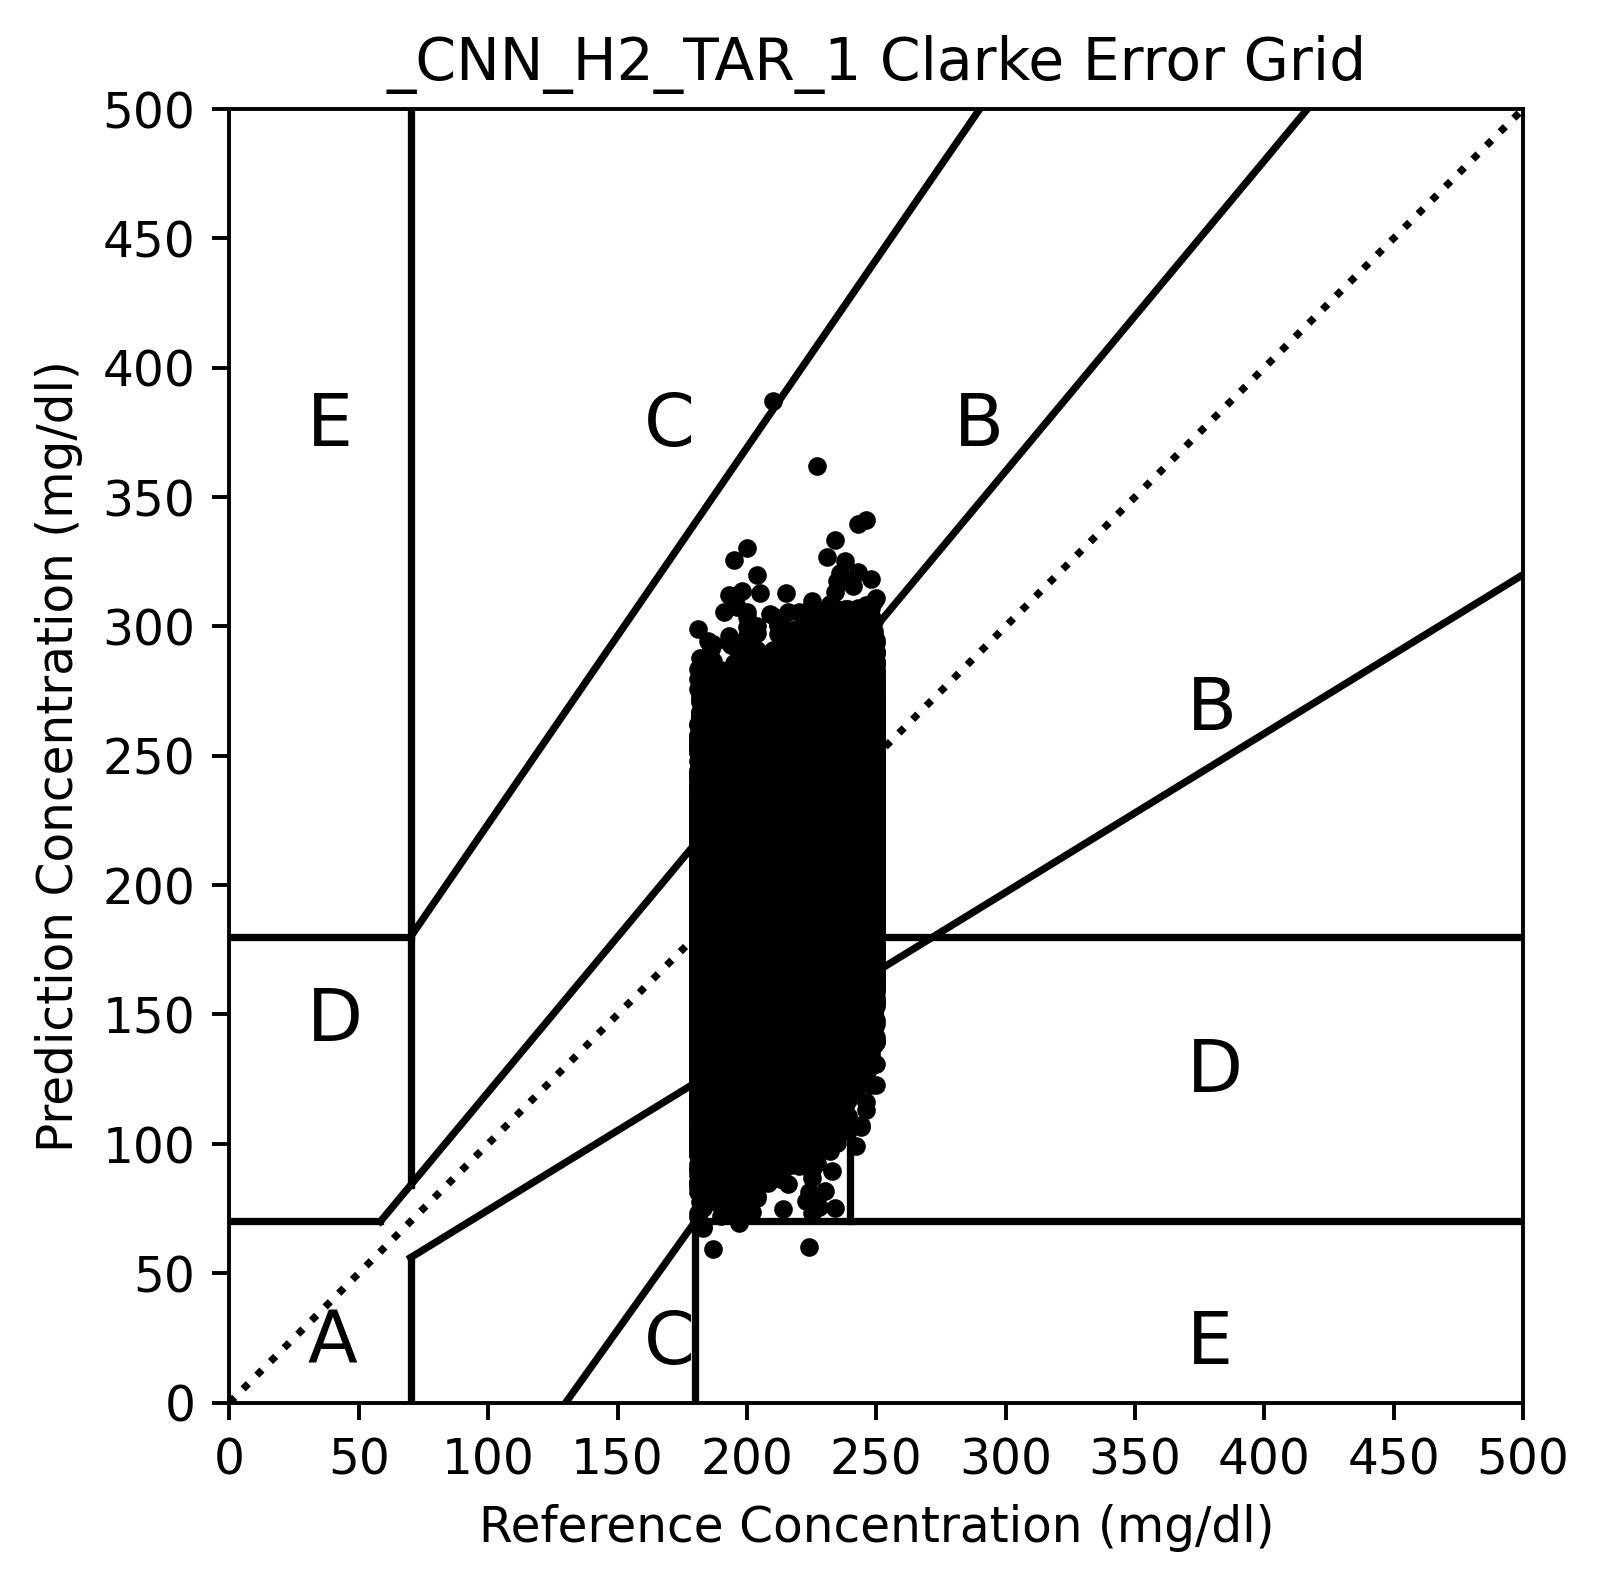 _CNN_H2_TAR_1 Clarke Error Grid
500
450
400
350
300
250
200
150
100
50
0
Prediction Concentration (mg/dl)
E
C
B
B
D
D
A
C
E
0 50 100 150 200 250 300 350 400 450 500
Reference Concentration (mg/dl)